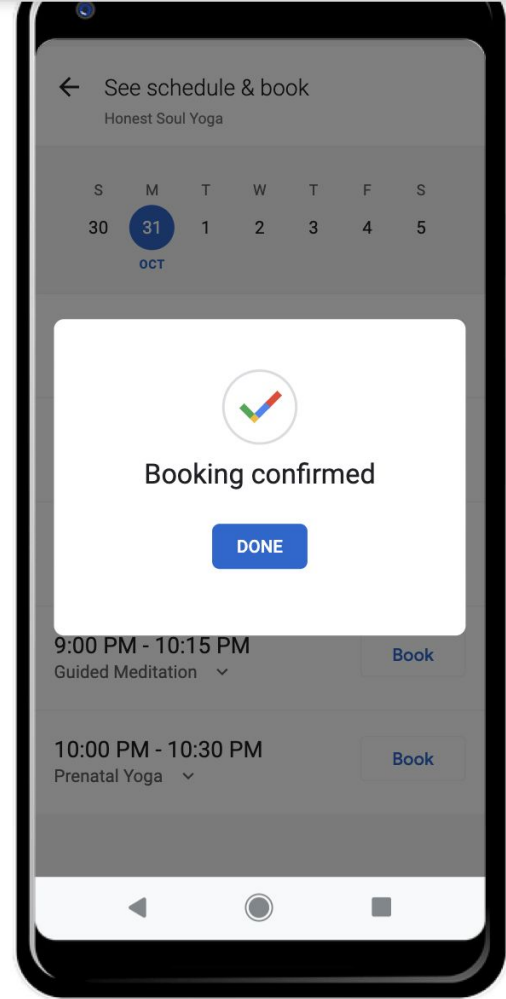 See schedule & book
Honest Soul Yoga
S M T W T F S
30 31 1 2 3 4 5
OCT
Booking confirmed
DONE
9:00 PM - 10:15 PM
Guided Meditation
Book
10:00 PM - 10:30 PM
Prenatal Yoga
Book